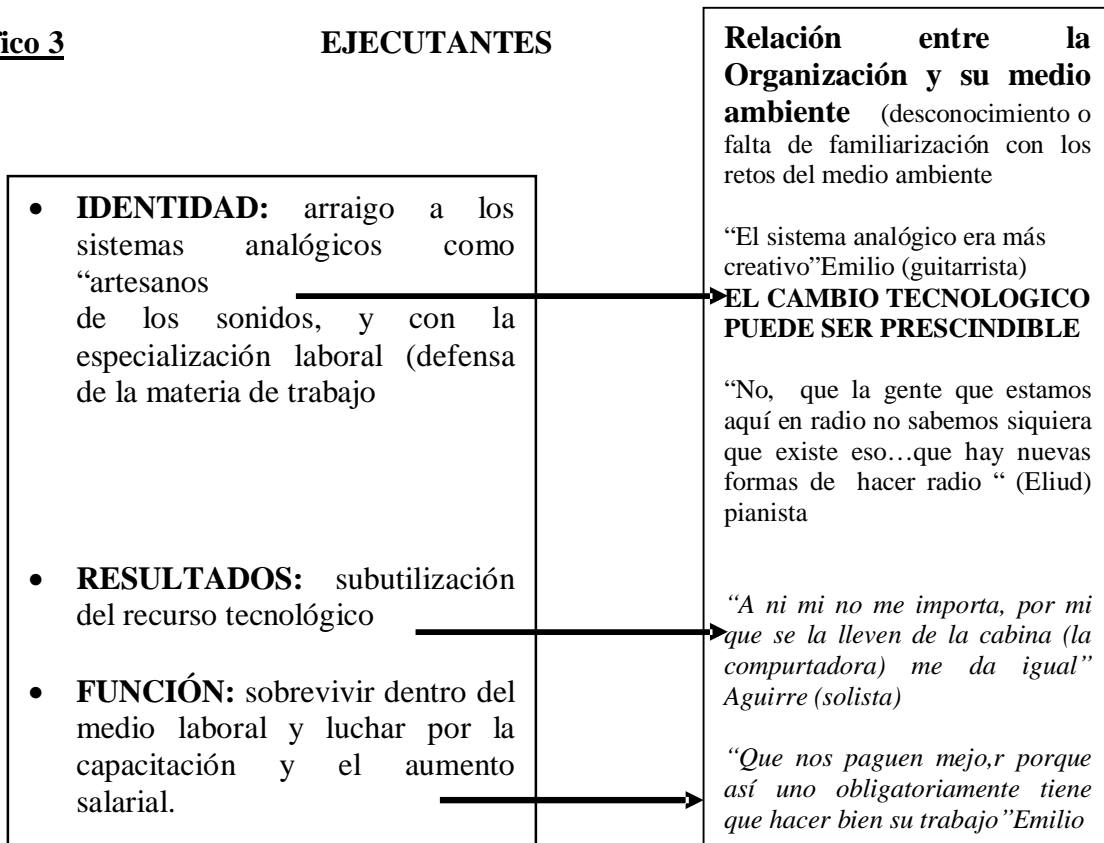 ico 3
EJECUTANTES
• IDENTIDAD: arraigo a los
sistemas analógicos como
“artesanos
de los sonidos, y con la
especialización laboral (defensa
de la materia de trabajo
• RESULTADOS: subutilización
del recurso tecnológico
• FUNCIÓN: sobrevivir dentro del
medio laboral y luchar por la
capacitación y el aumento
salarial.
Relación entre la
Organización y su medio
ambiente (desconocimiento o
falta de familiarización con los
retos del medio ambiente
“El sistema analógico era más
creativo”Emilio (guitarrista)
EL CAMBIO TECNOLOGICO
PUEDE SER PRESCINDIBLE
“No, que la gente que estamos
aquí en radio no sabemos siquiera
que existe eso…que hay nuevas
formas de hacer radio “ (Eliud)
pianista
“A ni mi no me importa, por mi
que se la lleven de la cabina (la
compurtadora) me da igual”
Aguirre (solista)
“Que nos paguen mejo,r porque
así uno obligatoriamente tiene
que hacer bien su trabajo”Emilio